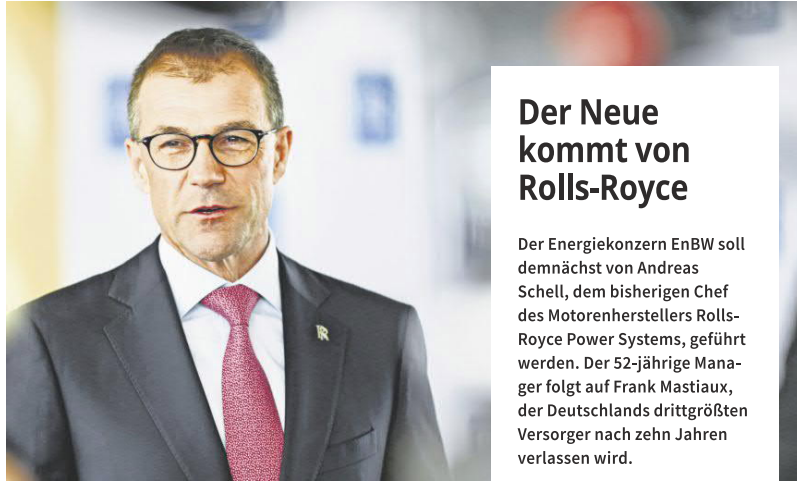 Der Neue
kommt von
Rolls-Royce
Der Energiekonzern EnBW soll
demnächst von Andreas
Schell, dem bisherigen Chef
des Motorenherstellers Rolls-
Royce Power Systems, geführt
werden. Der 52-jährige Mana-
ger folgt auf Frank Mastiaux,
der Deutschlands drittgrößten
Versorger nach zehn Jahren
verlassen wird.